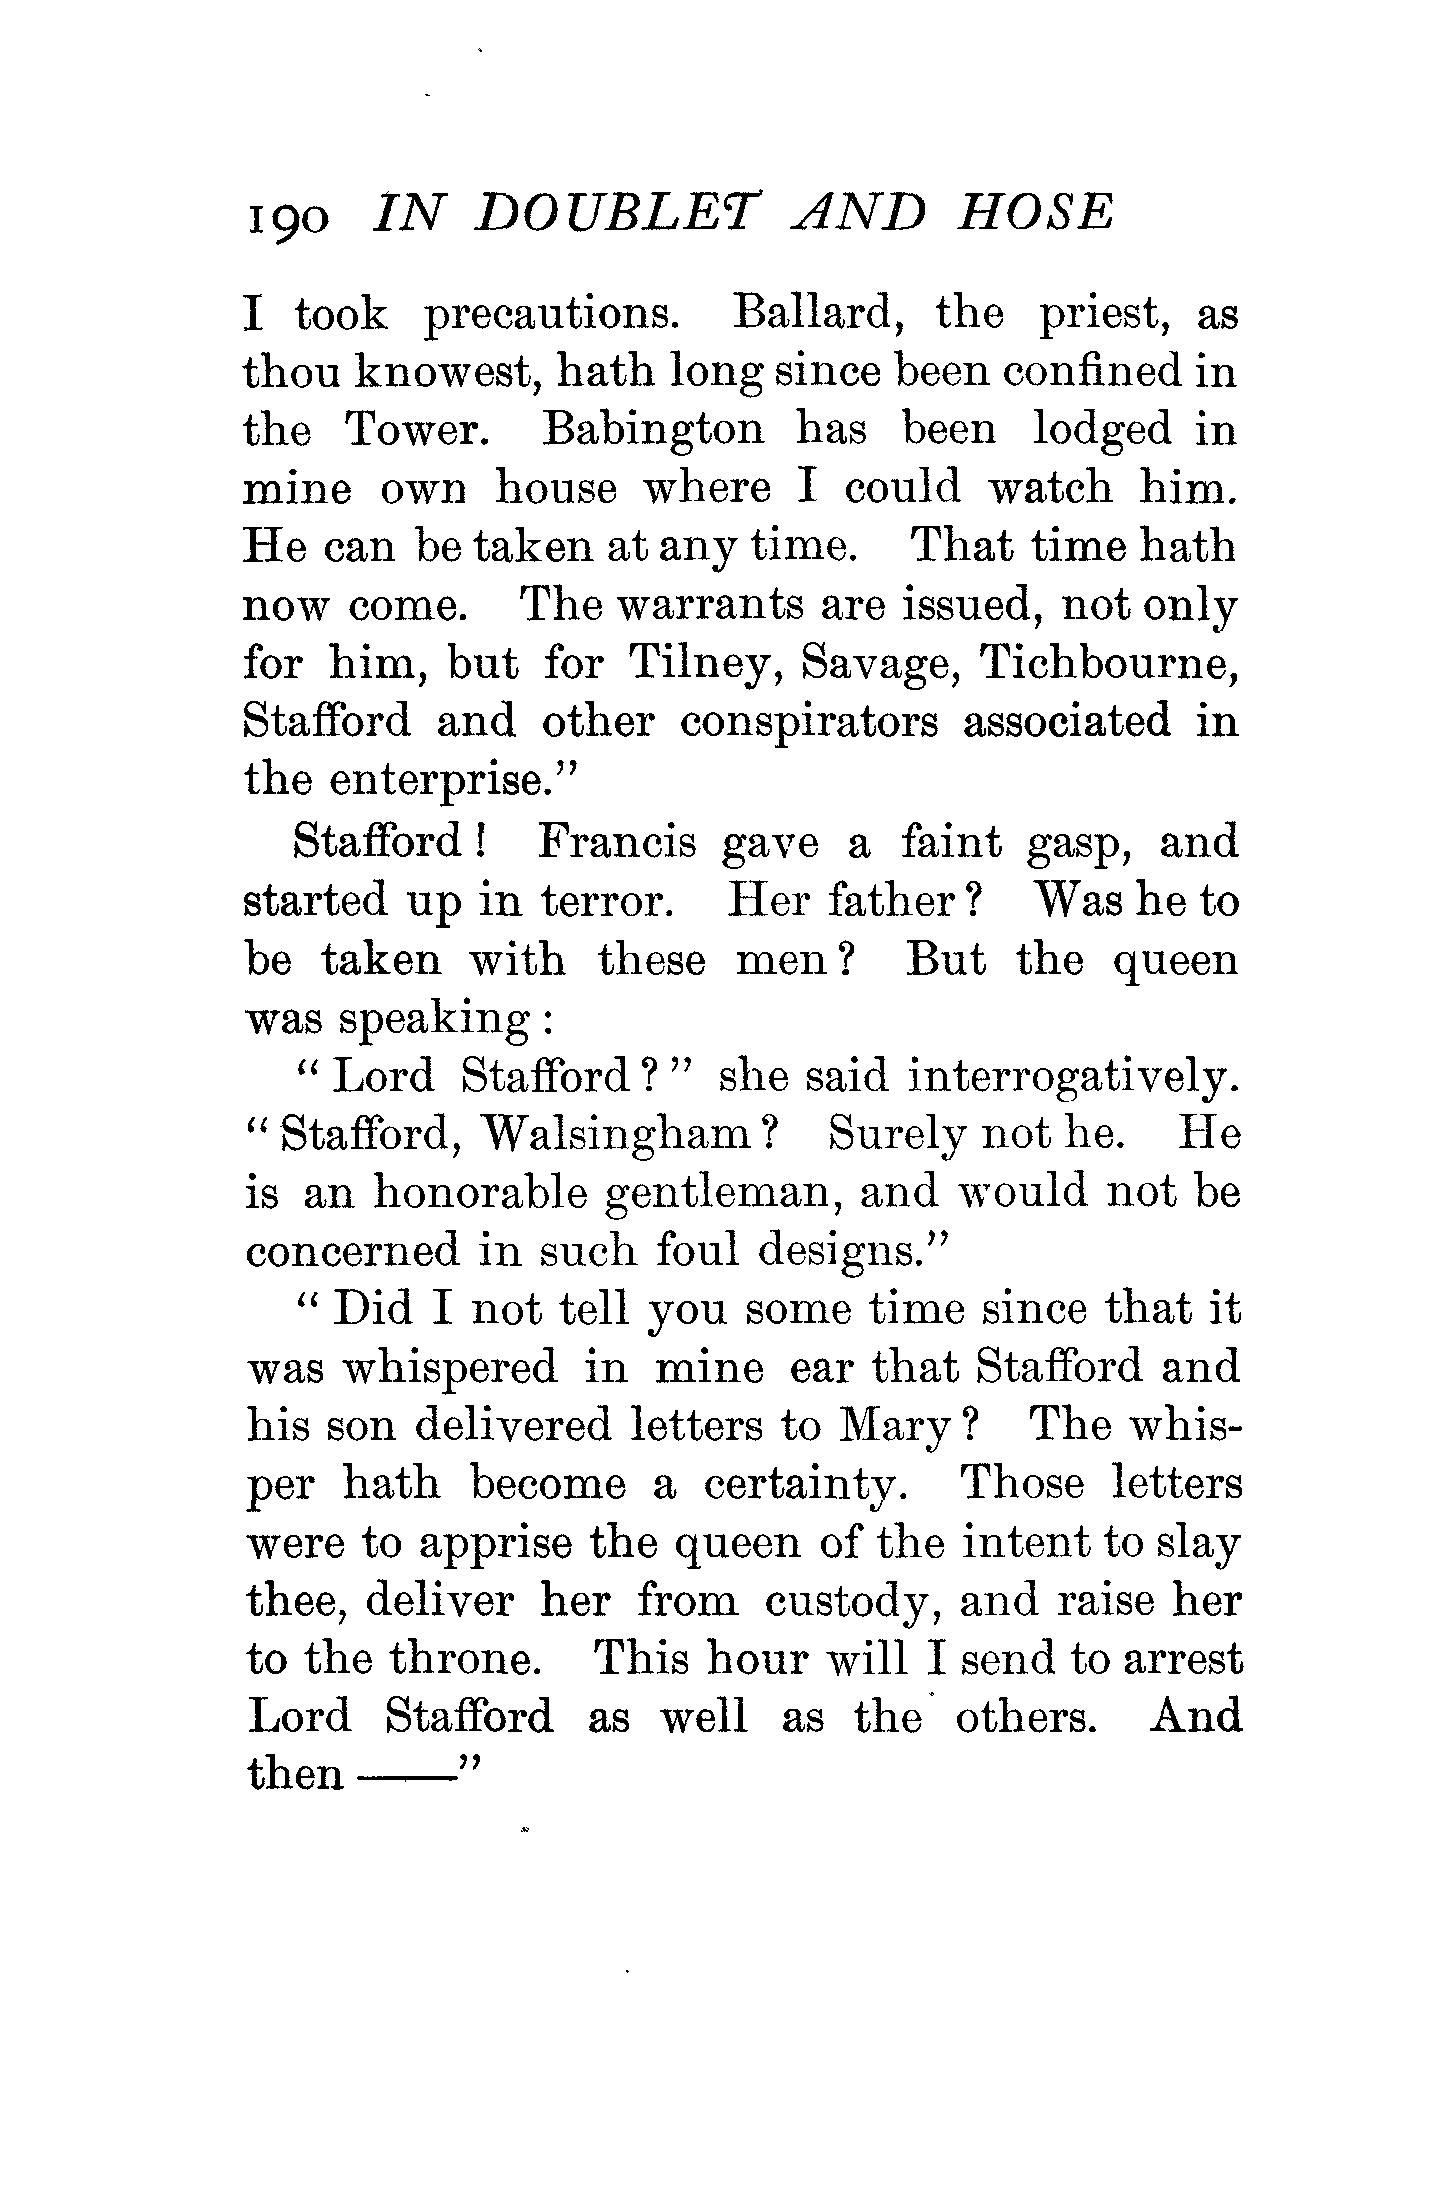 190 IN DOUBLET AND HOSE
I took precautions. Ballard, the priest, as
thou knowest, hath long since been confined in
the Tower. Babington has been lodged in
mine own house where I could watch him.
He can be taken at any time. That time hath
now come. The warrants are issued, not only
for him, but for Tilney, Savage, Tichbourne,
Stafford and other conspirators associated in
the enterprise."
Stafford! Francis gave a faint gasp, and
started up in terror. Her father? Was he to
be taken with these men? But the queen
was speaking:
"Lord Stafford?" she said interrogatively.
"Stafford, Walsingham? Surely not he. He
is an honorable gentleman, and would not be
concerned in such foul designs."
"Did I not tell you some time since that it
was whispered in mine ear that Stafford and
his son delivered letters to Mary? The whis-
per hath become a certainty. Those letters
were to apprise the queen of the intent to slay
thee, deliver her from custody, and raise her
to the throne. This hour will I send to arrest
Lord Stafford as well as the others. And
then ——"